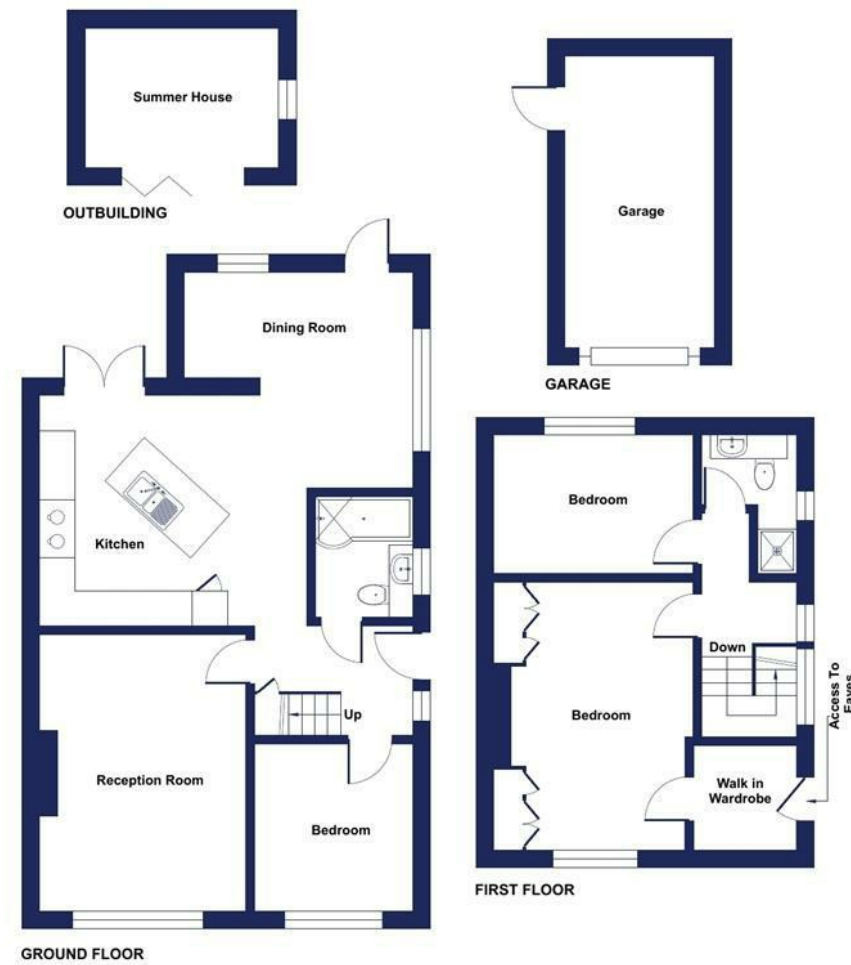 Summer House
OUTBUILDING
Garage
GARAGE
Dining Room
Kitchen
Up
Reception Room
Bedroom
GROUND FLOOR
Bedroom
Down
Bedroom
Walk in
Wardrobe
Access To
Eaves
FIRST FLOOR